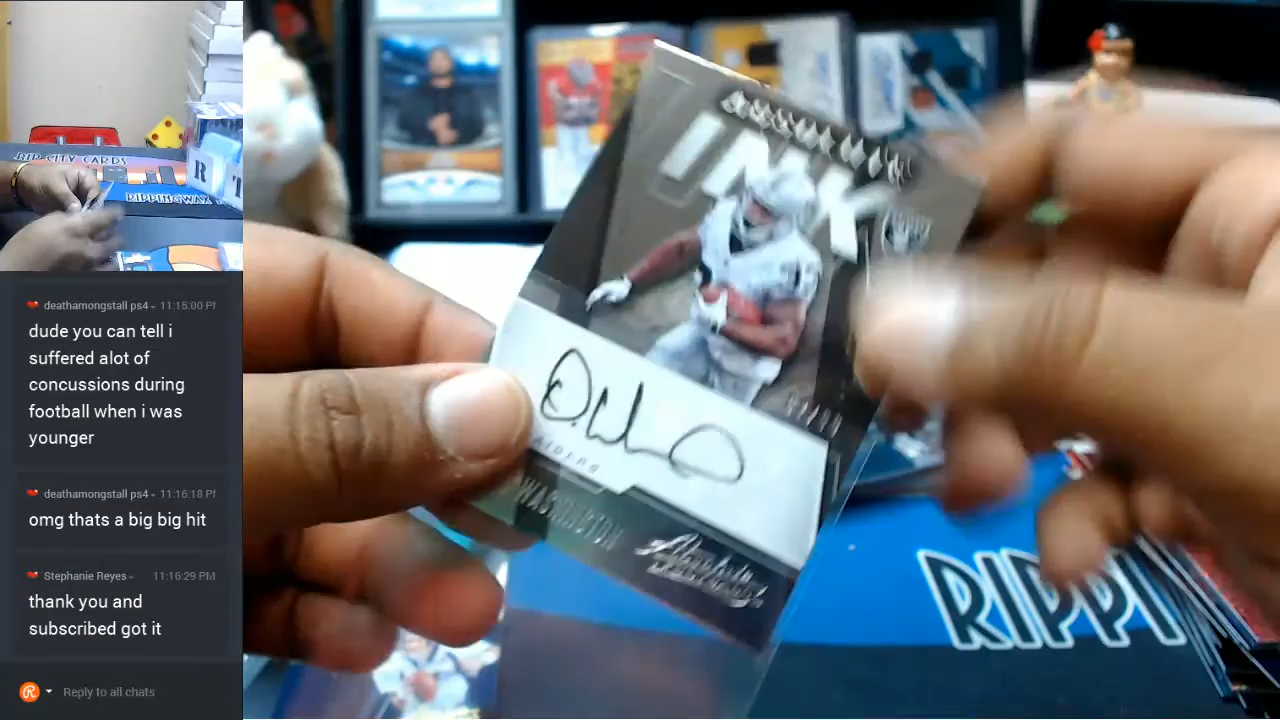 RIP CITY CARDS
RIPPINGWAX
R T
deathamongstall ps4 - 11:15:00 PM
dude you can tell i
suffered alot of
concussions during
football when i was
younger
deathamongstall ps4 - 11:16:18 PM
omg thats a big big hit
Stephanie Reyes - 11:16:29 PM
thank you and
subscribed got it
Reply to all chats
INK
RAIDERS
WASHINGTON
Absolute
RIPPI